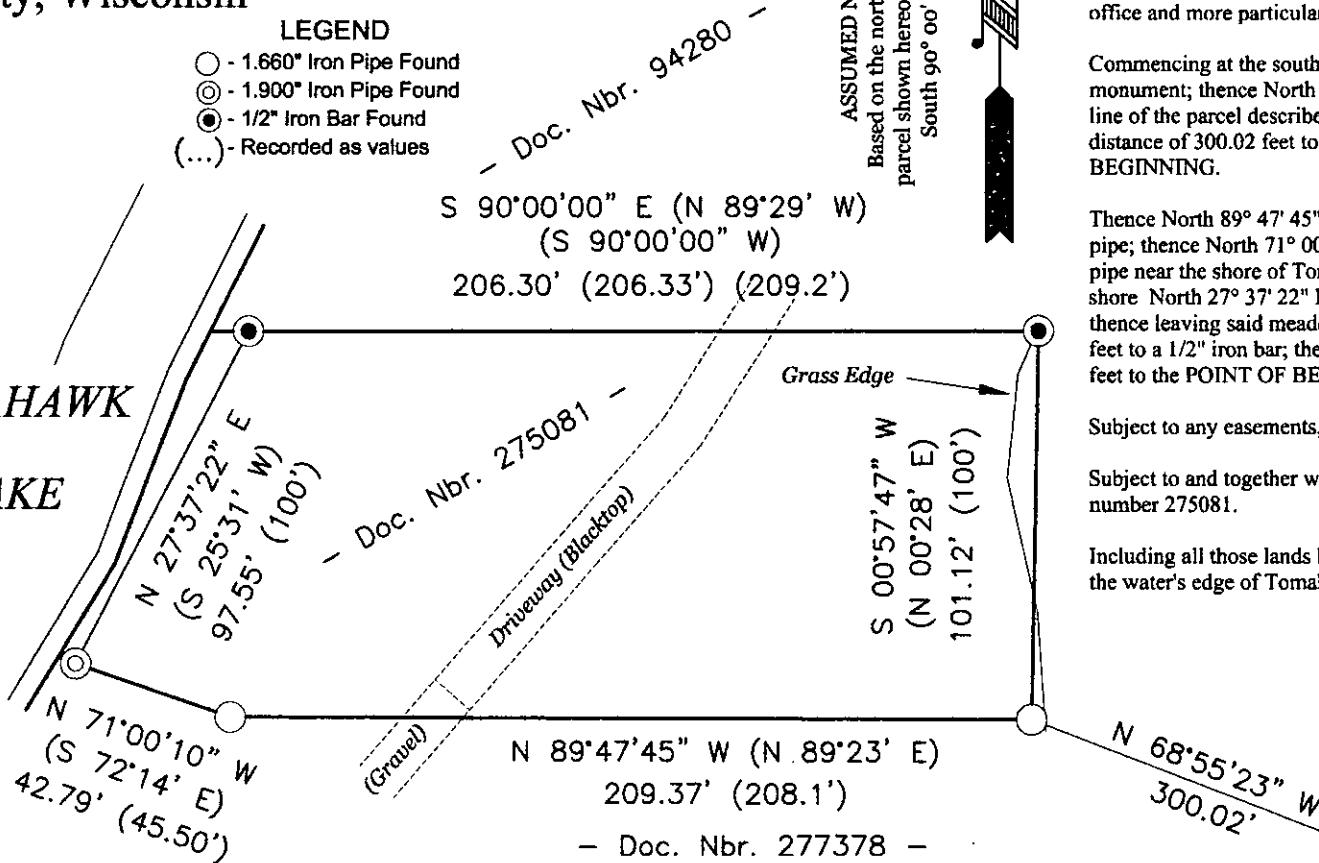 ty, Wisconsin
LEGEND
- 1.660" Iron Pipe Found
- 1.900" Iron Pipe Found
- 1/2" Iron Bar Found
(...) - Recorded as values
- Doc. Nbr. 94280 -
ASSUMED N
Based on the nort
parcel shown hereo
South 90° 00'
S 90°00'00" E (N 89°29' W)
(S 90°00'00" W)
206.30' (206.33') (209.2')
HAWK
AKE
N 27°37'22" E
(S 25°31' W)
97.55' (100')
- Doc. Nbr. 275081 -
Driveway (Blacktop)
(Gravel)
Grass Edge
S 00°57'47" W
(N 00°28' E)
101.12' (100')
N 71°00'10" W
(S 72°14' E)
42.79' (45.50')
N 89°47'45" W (N 89°23' E)
209.37' (208.1')
- Doc. Nbr. 277378 -
N 68°55'23" W
300.02'
office and more particular
Commencing at the south
monument; thence North
line of the parcel describe
distance of 300.02 feet to
BEGINNING.
Thence North 89° 47' 45"
pipe; thence North 71° 00
pipe near the shore of To
shore North 27° 37' 22"
thence leaving said mead
feet to a 1/2" iron bar; the
feet to the POINT OF BE
Subject to any easements,
Subject to and together w
number 275081.
Including all those lands
the water's edge of Toma